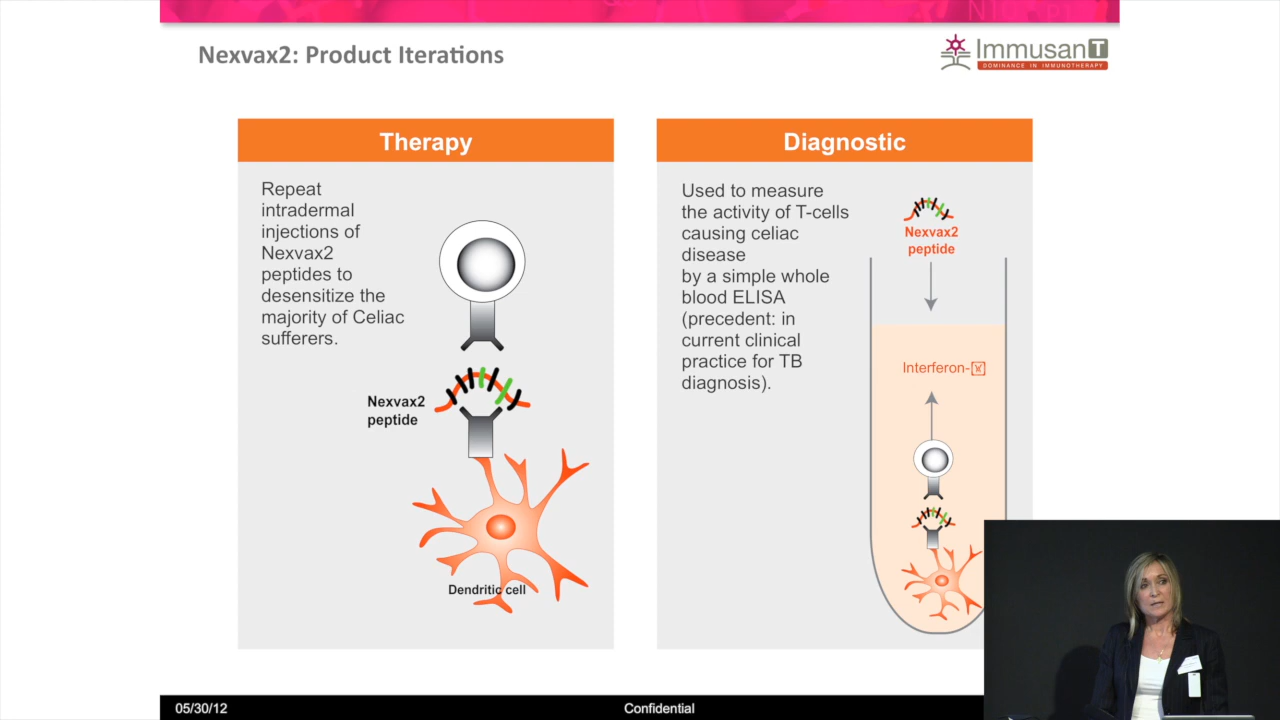 Nexvax2: Product Iterations
ImmusanT
DOMINANCE IN IMMUNOTHERAPY
Therapy
Repeat
intradermal
injections of
Nexvax2
peptides to
desensitize the
majority of Celiac
sufferers.
Nexvax2
peptide
Dendritic cell
Diagnostic
Used to measure
the activity of T-cells
causing celiac
disease
by a simple whole
blood ELISA
(precedent: in
current clinical
practice for TB
diagnosis).
Nexvax2
peptide
Interferon-
05/30/12
Confidential